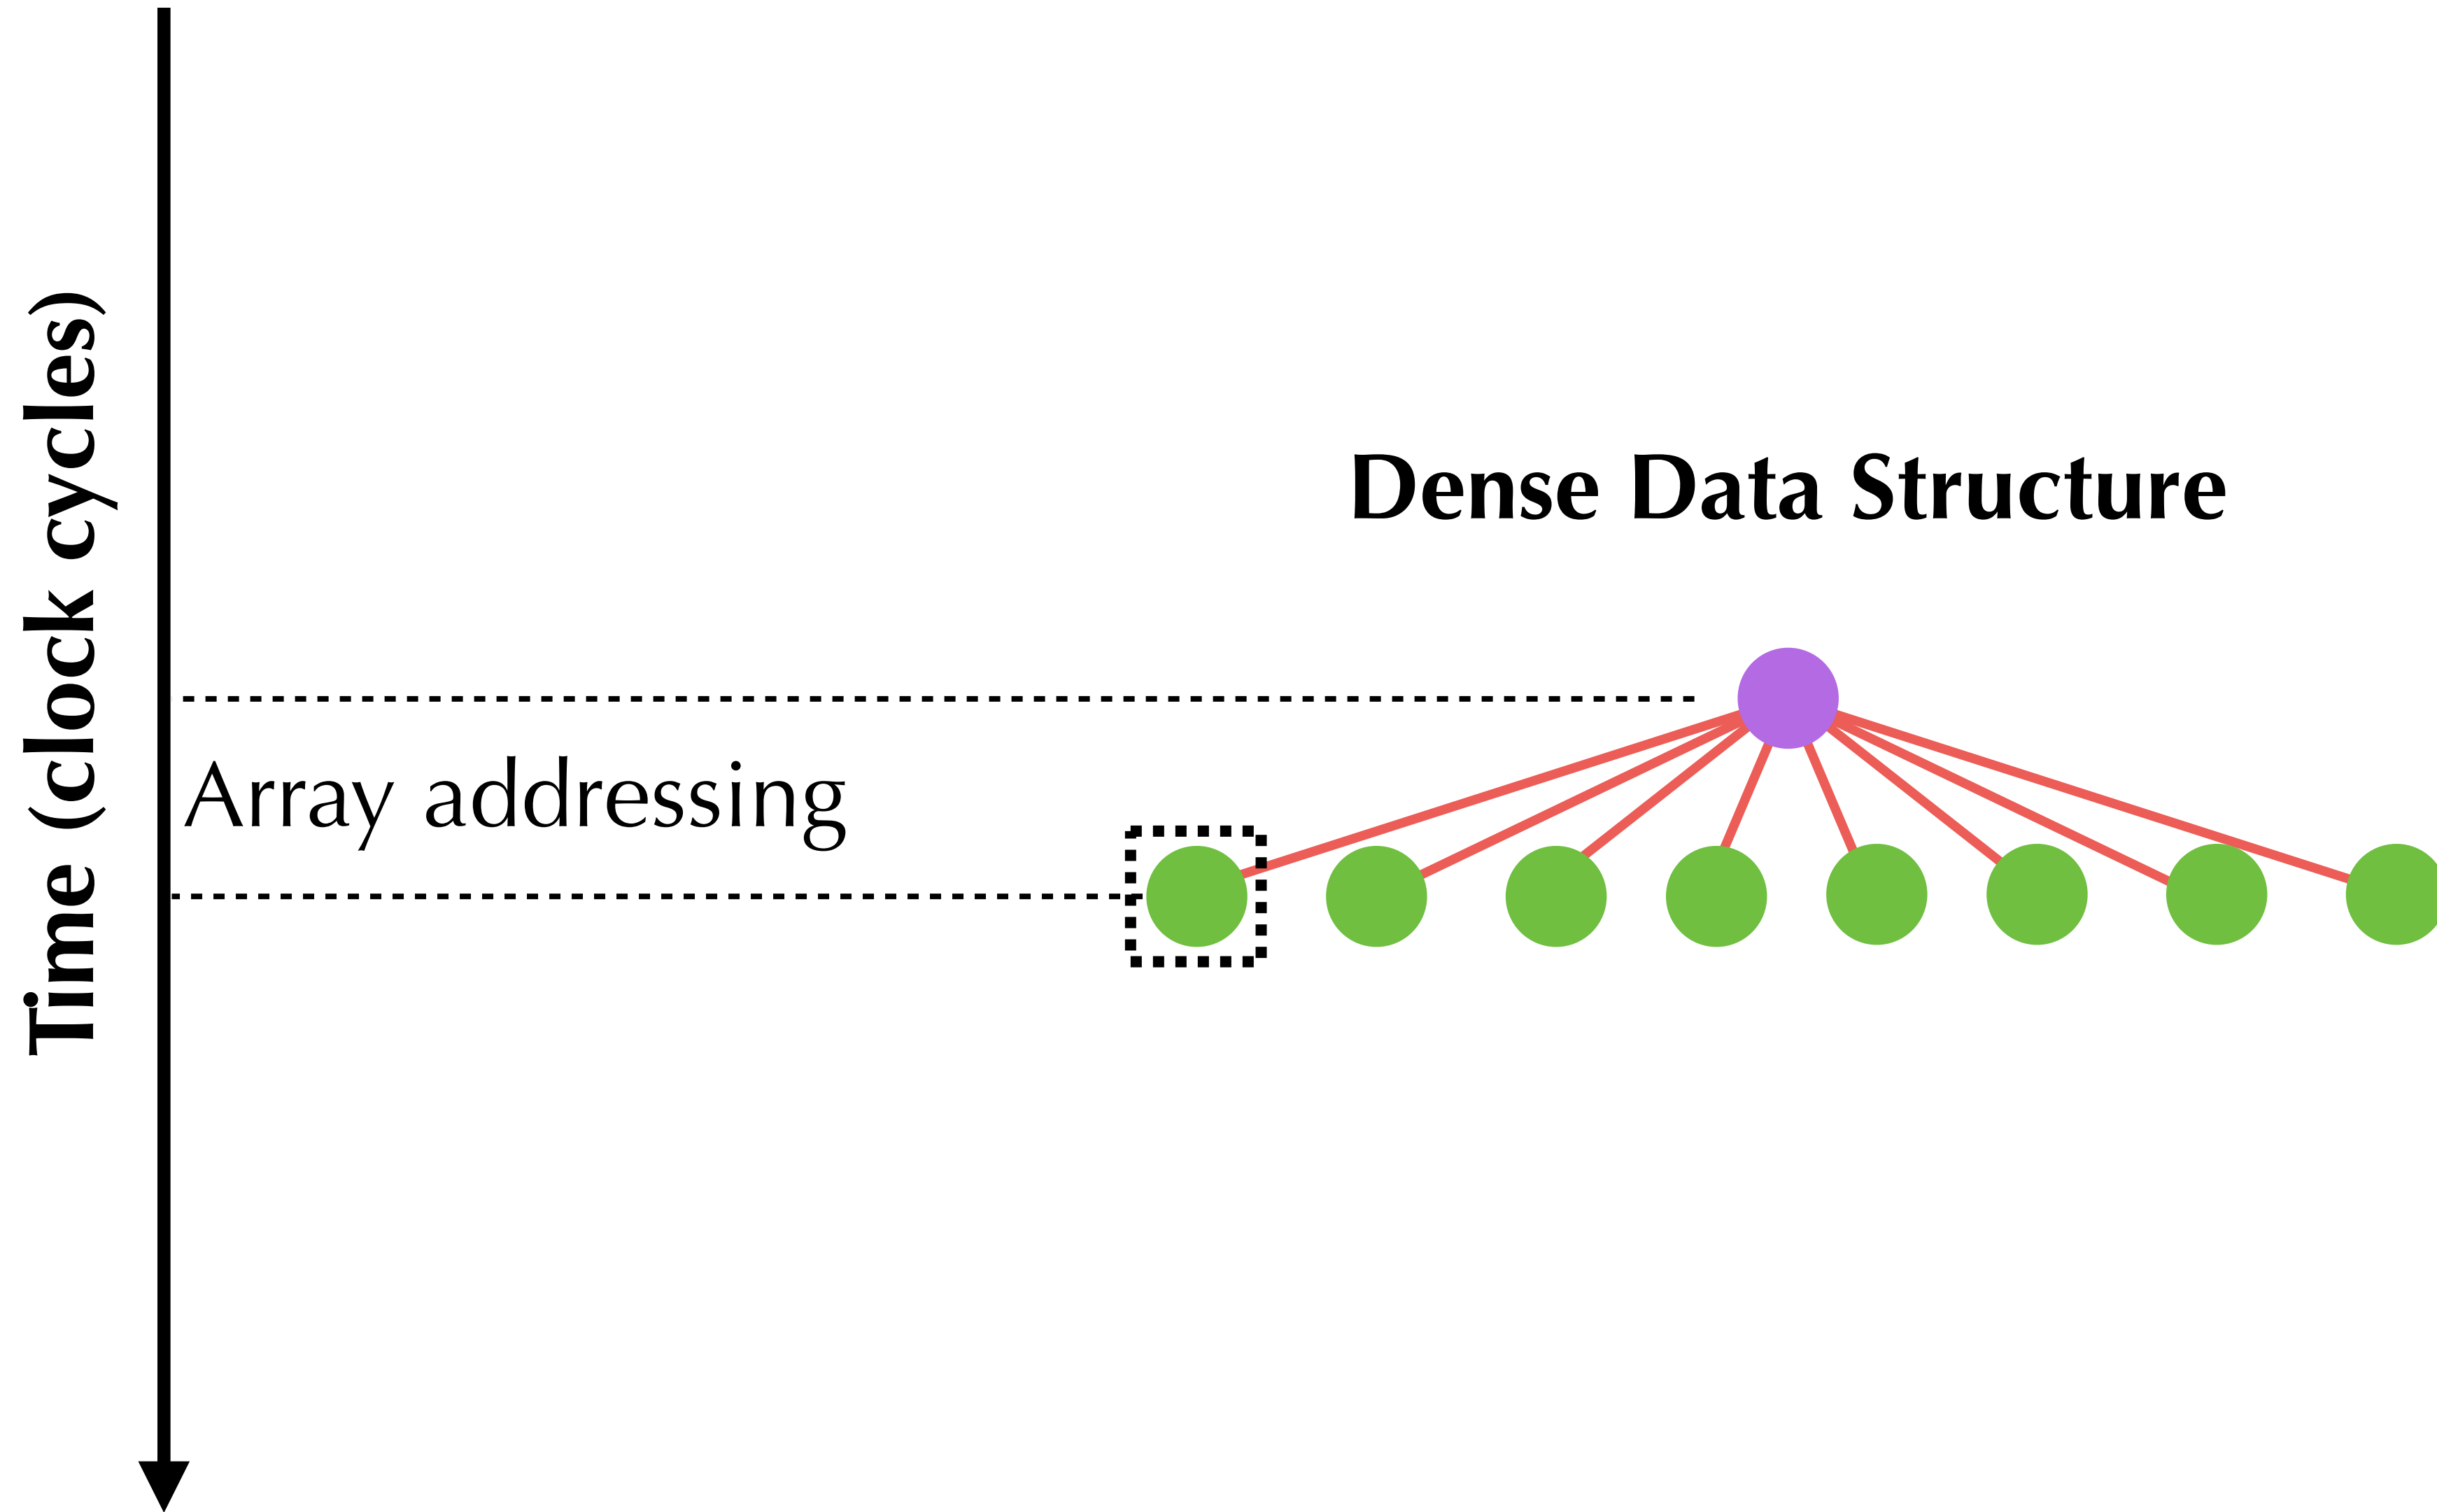 Time (clock cycles)
Dense Data Structure
Array addressing